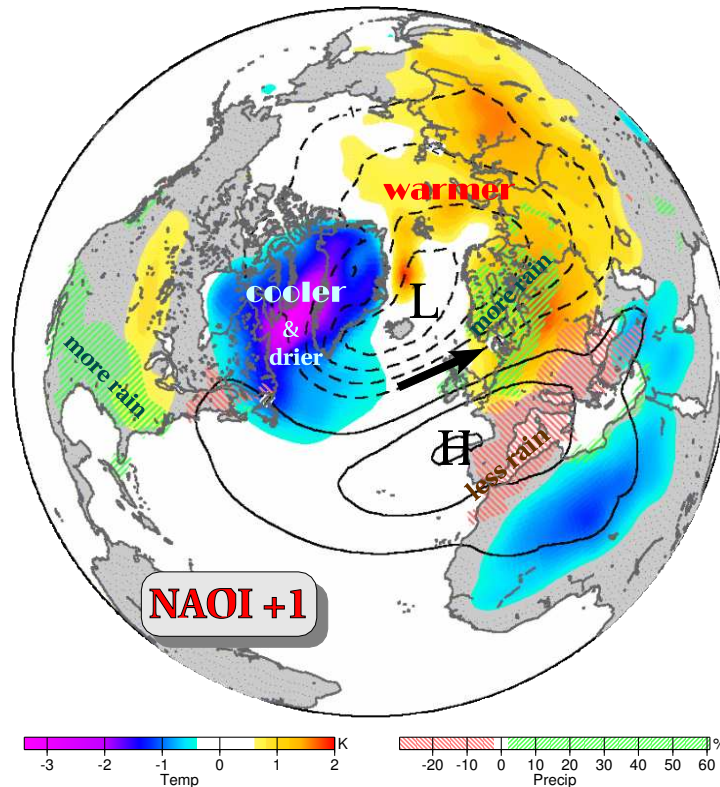 warmer
cooler
&
drier
L
more rain
more rain
H
less rain
NAOI +1
K
-3 -2 -1 0 1 2
Temp
%
-20 -10 0 10 20 30 40 50 60
Precip